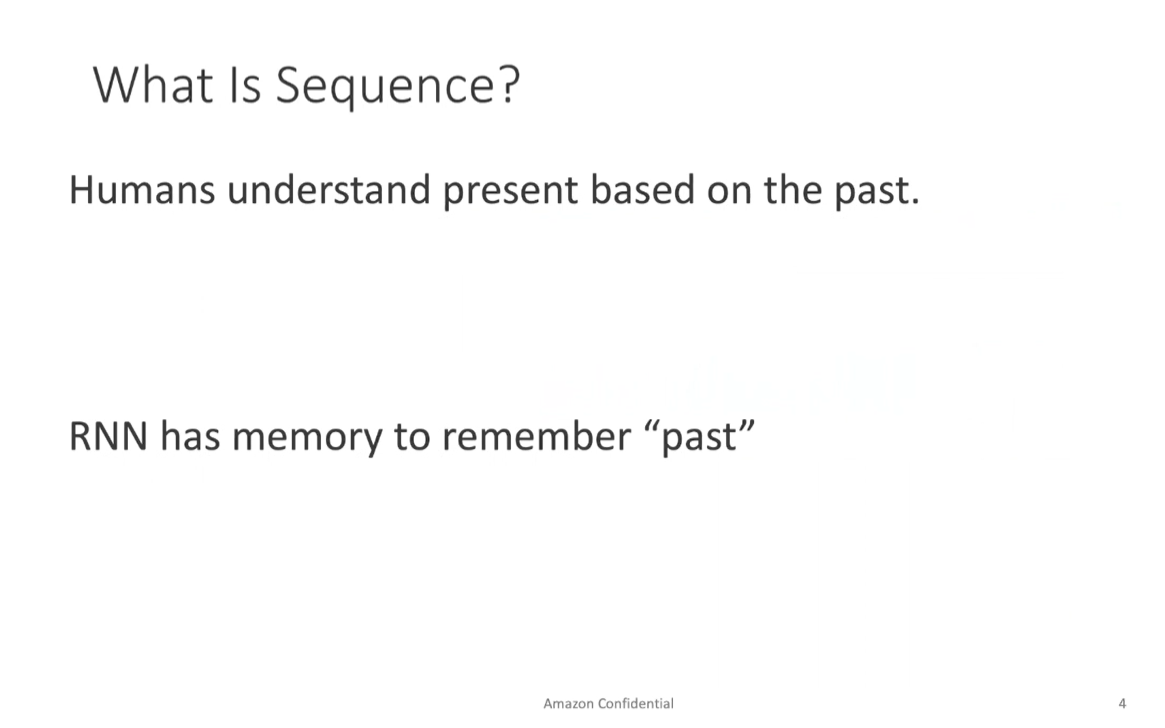 What Is Sequence?
Humans understand present based on the past.
RNN has memory to remember “past”
Amazon Confidential
4